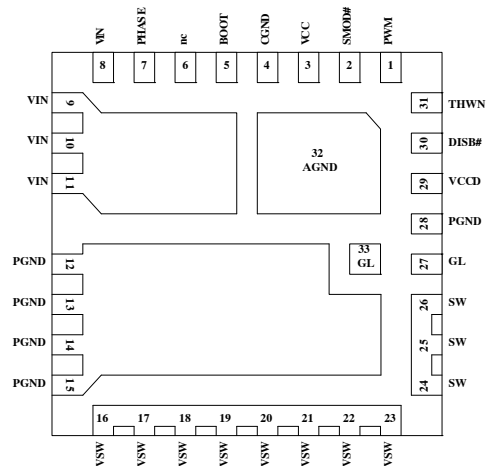 VIN PHASE nc BOOT CGND VCC SMOD# PWM
8 7 6 5 4 3 2 1
VIN 9
31 THWN
VIN 10
30 DISB#
32
AGND
VIN 11
29 VCCD
28 PGND
PGND 12
33
GL
27 GL
PGND 13
26 SW
PGND 14
25 SW
PGND 15
24 SW
16 17 18 19 20 21 22 23
VSW VSW VSW VSW VSW VSW VSW VSW